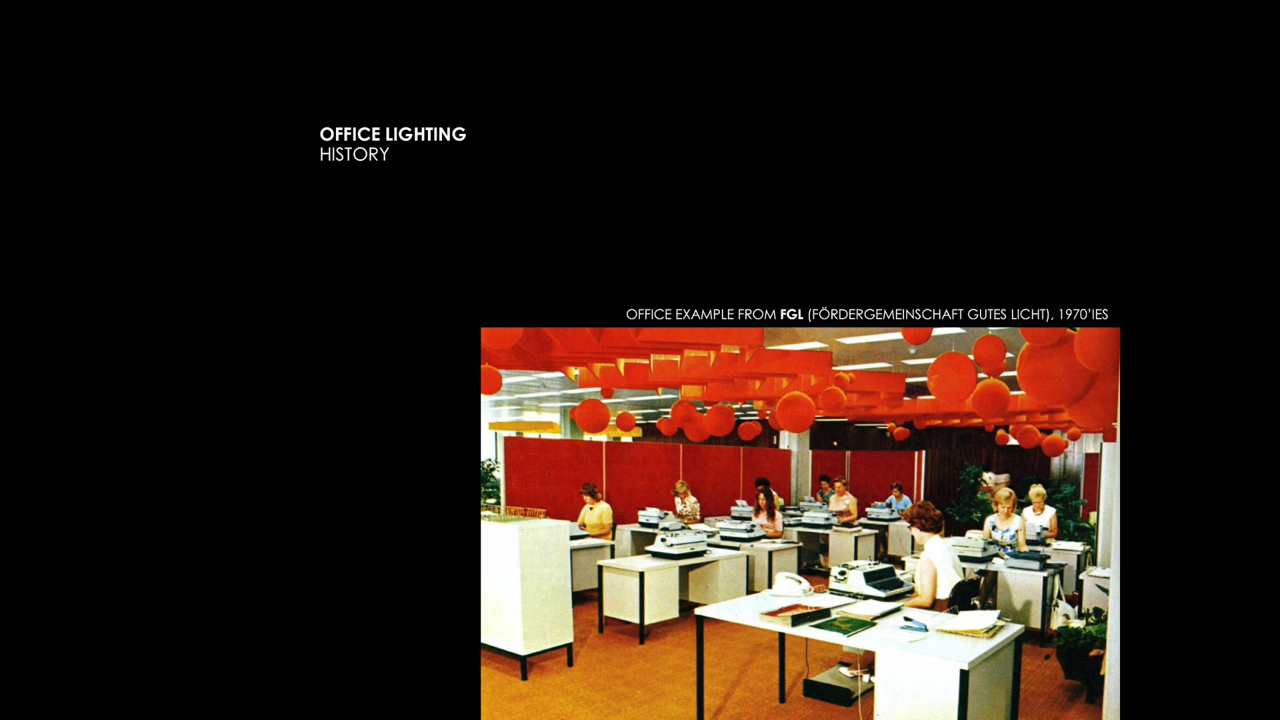 OFFICE LIGHTING
HISTORY
OFFICE EXAMPLE FROM FGL (FÖRDERGEMEINSCHAFT GUTES LICHT), 1970'IES